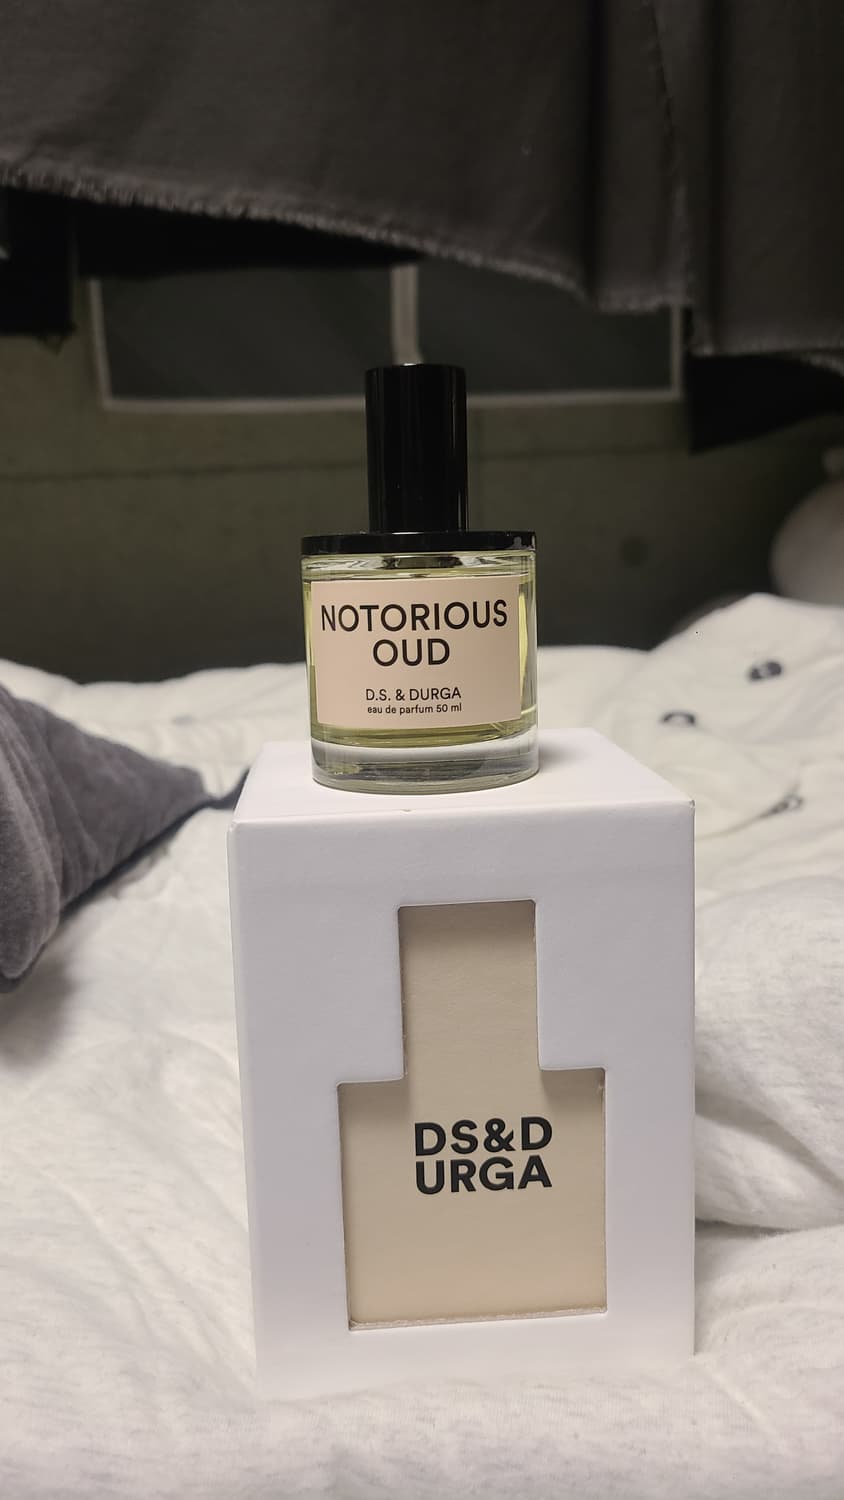 NOTORIOUS
OUD
D.S. & DURGA
eau de parfum 50 ml
DS&D
URGA